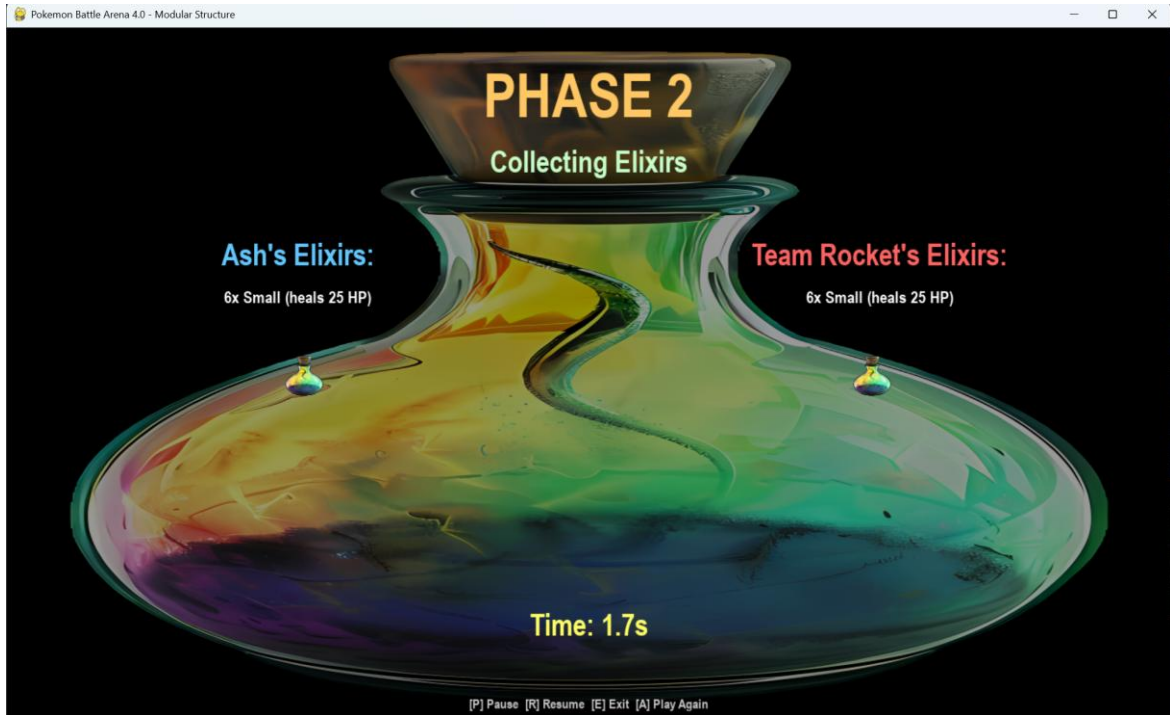 Pokemon Battle Arena 4.0 - Modular Structure
PHASE 2
Collecting Elixirs
Ash's Elixirs:
6x Small (heals 25 HP)
Team Rocket's Elixirs:
6x Small (heals 25 HP)
Time: 1.7s
[P] Pause [R] Resume [E] Exit [A] Play Again